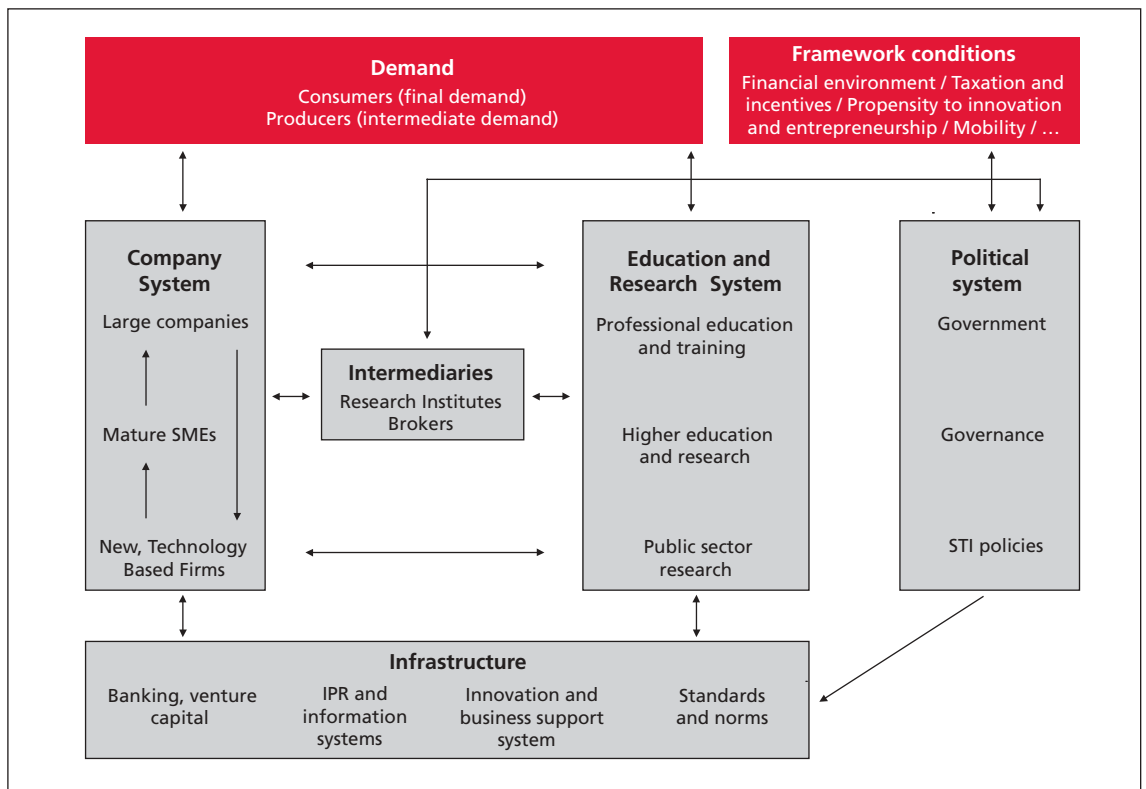 Demand
Consumers (final demand)
Producers (intermediate demand)
Framework conditions
Financial environment / Taxation and
incentives / Propensity to innovation
and entrepreneurship / Mobility / …
Company
System
Large companies
Mature SMEs
New, Technology
Based Firms
Intermediaries
Research Institutes
Brokers
Education and
Research System
Professional education
and training
Higher education
and research
Public sector
research
Political
system
Government
Governance
STI policies
Infrastructure
Banking, venture
capital
IPR and
information
systems
Innovation and
business support
system
Standards
and norms